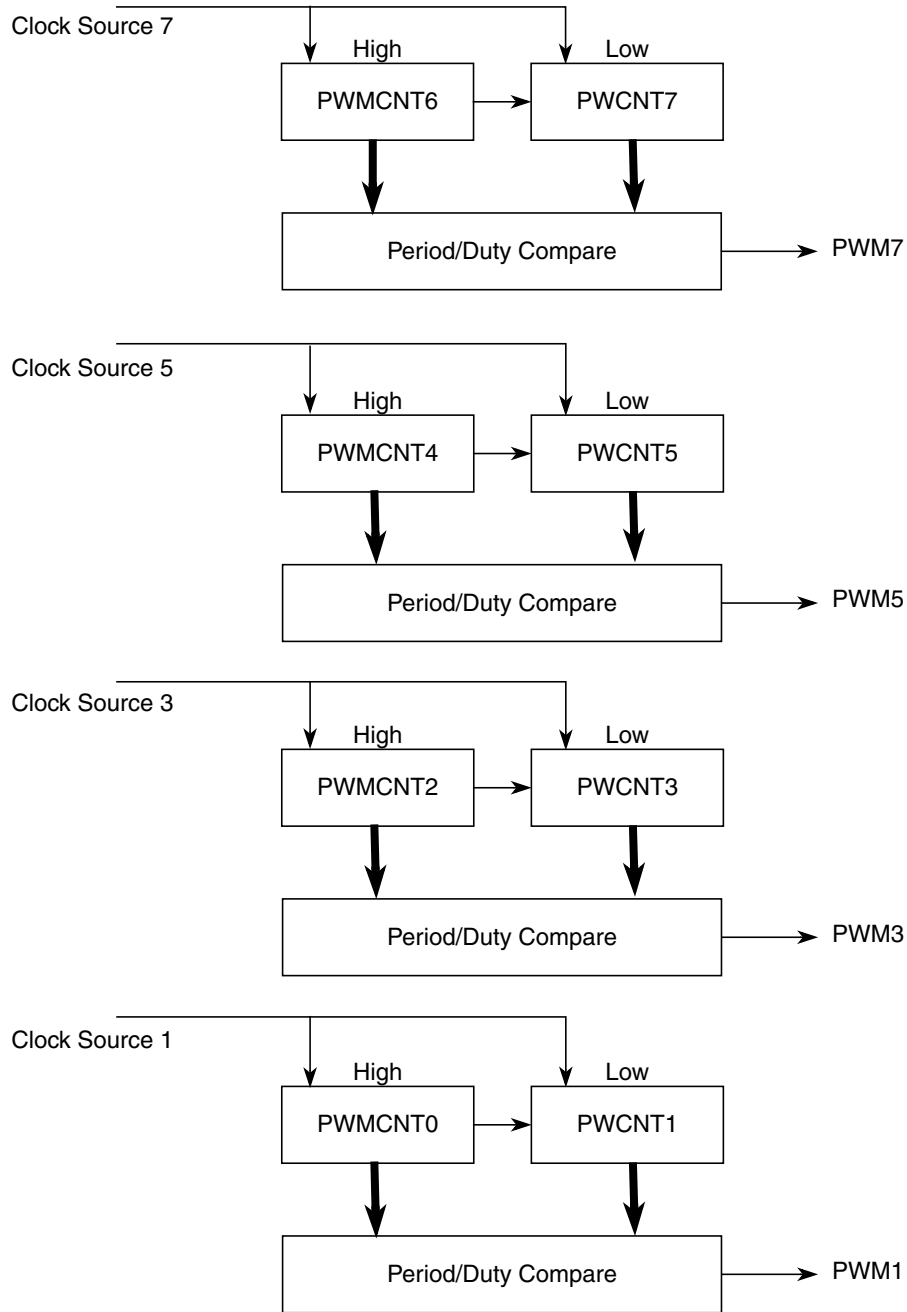 Clock Source 7
High
Low
PWMCNT6
PWCNT7
Period/Duty Compare
PWM7
Clock Source 5
High
Low
PWMCNT4
PWCNT5
Period/Duty Compare
PWM5
Clock Source 3
High
Low
PWMCNT2
PWCNT3
Period/Duty Compare
PWM3
Clock Source 1
High
Low
PWMCNT0
PWCNT1
Period/Duty Compare
PWM1